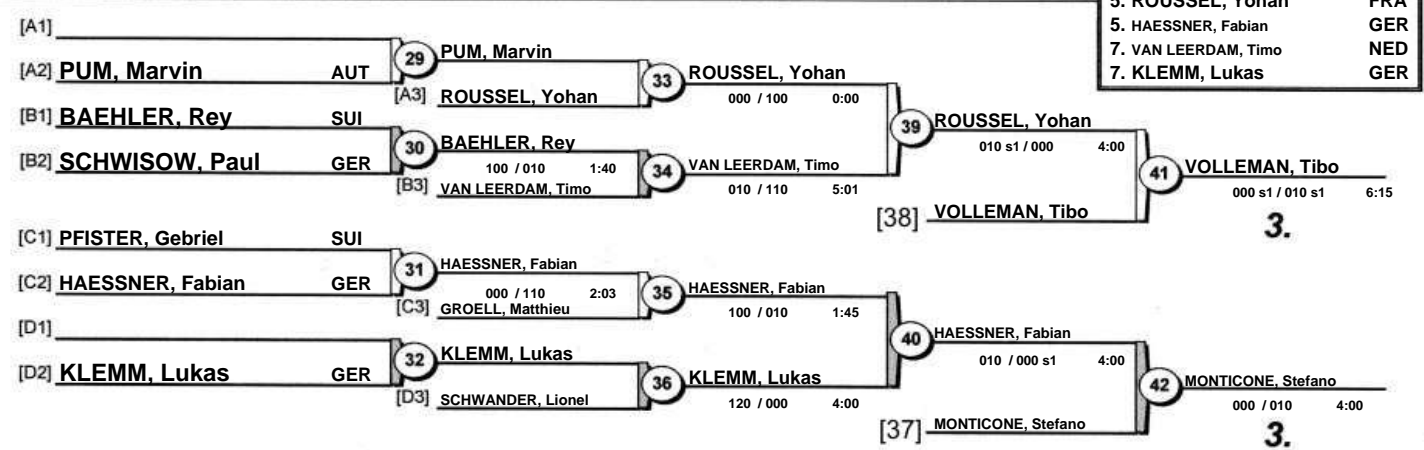 5. ROUSSEL, Yohan FRA
5. HAESSNER, Fabian GER
7. VAN LEERDAM, Timo NED
7. KLEMM, Lukas GER
[A1]
[A2] PUM, Marvin AUT
29
PUM, Marvin
[A3] ROUSSEL, Yohan
33
ROUSSEL, Yohan
000 / 100 0:00
[B1] BAEHLER, Rey SUI
[B2] SCHWISOW, Paul GER
30
BAEHLER, Rey
100 / 010 1:40
[B3] VAN LEERDAM, Timo
34
VAN LEERDAM, Timo
010 / 110 5:01
39
ROUSSEL, Yohan
010 s1 / 000 4:00
[38] VOLLEMAN, Tibo
41
VOLLEMAN, Tibo
000 s1 / 010 s1 6:15
3.
[C1] PFISTER, Gebriel SUI
[C2] HAESSNER, Fabian GER
31
HAESSNER, Fabian
000 / 110 2:03
[C3] GROELL, Matthieu
35
HAESSNER, Fabian
100 / 010 1:45
[D1]
[D2] KLEMM, Lukas GER
32
KLEMM, Lukas
[D3] SCHWANDER, Lionel
36
KLEMM, Lukas
120 / 000 4:00
40
HAESSNER, Fabian
010 / 000 s1 4:00
[37] MONTICONE, Stefano
42
MONTICONE, Stefano
000 / 010 4:00
3.